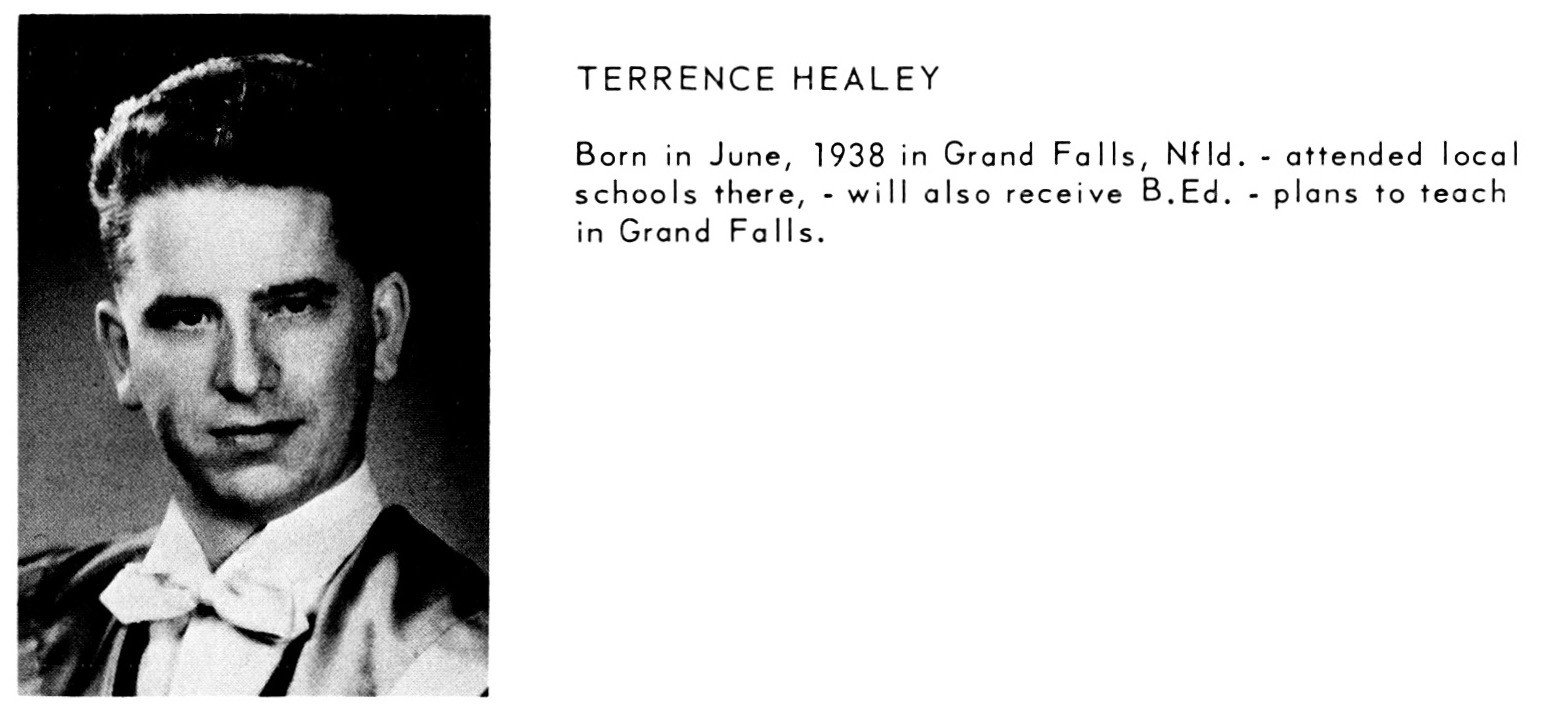 TERRENCE HEALEY
Born in June, 1938 in Grand Falls, Nfld. - attended local
schools there, - will also receive B.Ed. - plans to teach
in Grand Falls.